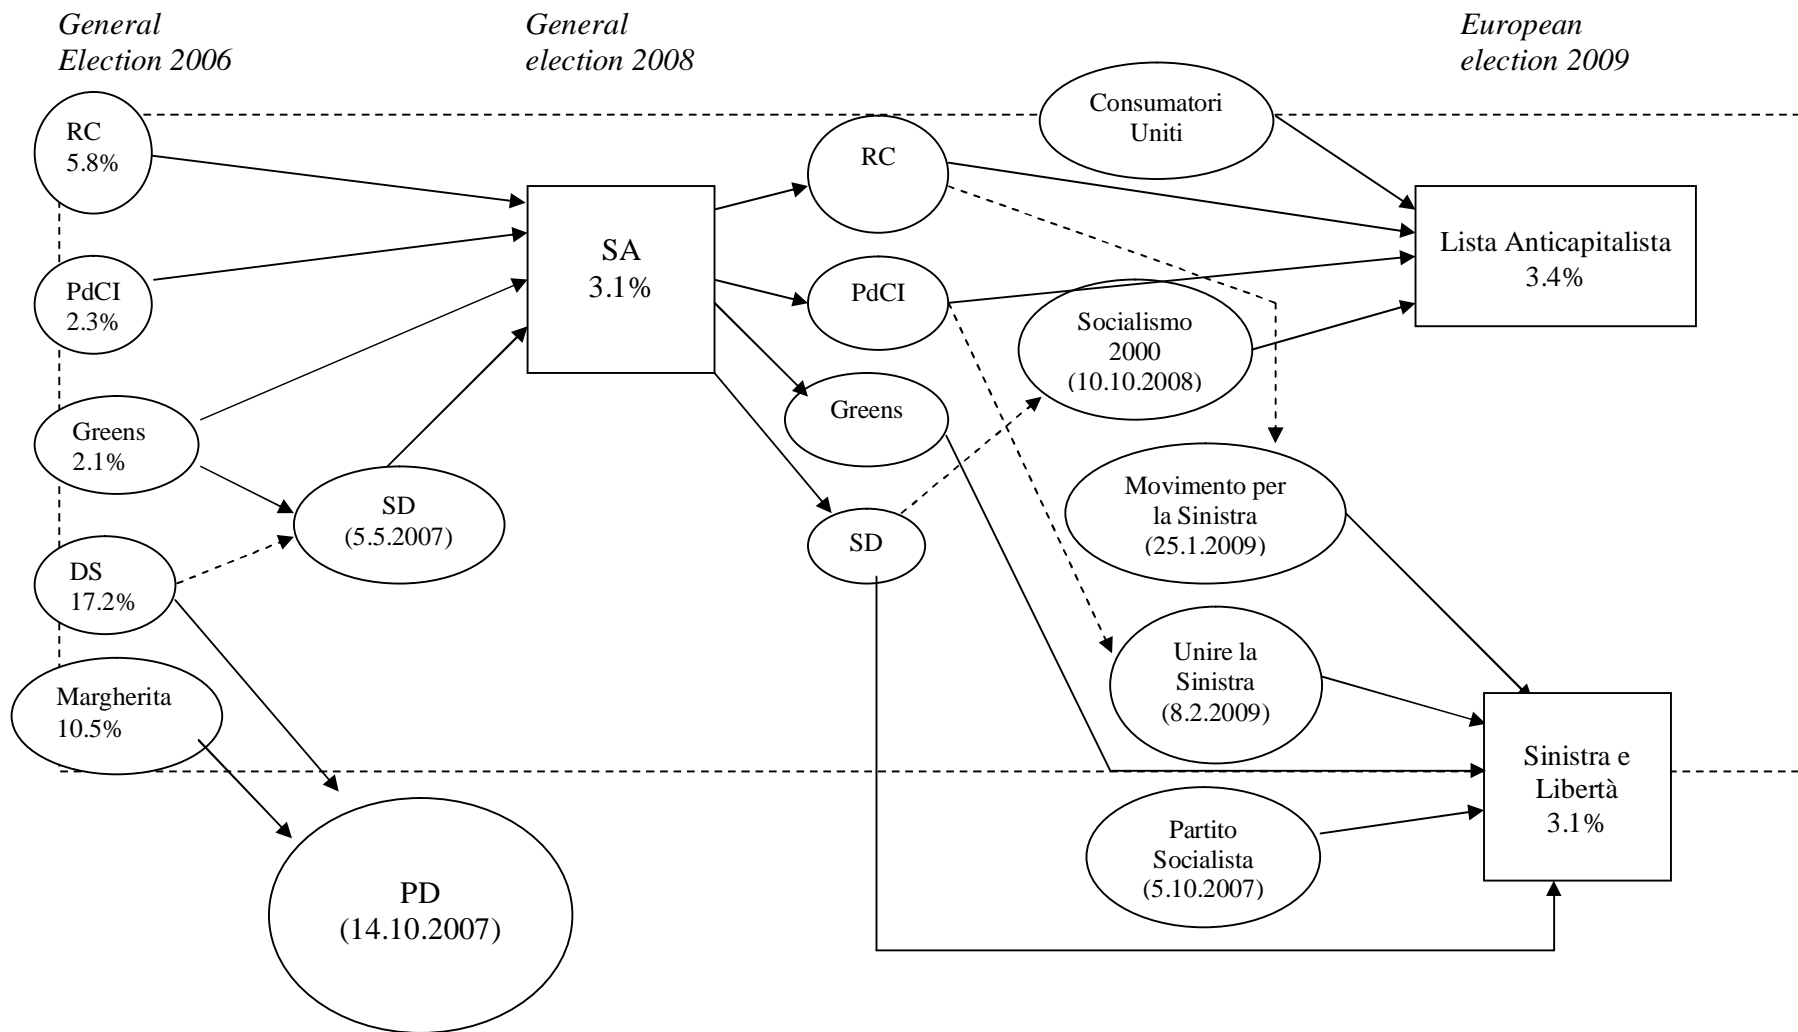 General
Election 2006
General
election 2008
European
election 2009
RC
5.8%
PdCI
2.3%
Greens
2.1%
DS
17.2%
Margherita
10.5%
SD
(5.5.2007)
PD
(14.10.2007)
SA
3.1%
RC
PdCI
Greens
SD
Consumatori
Uniti
Socialismo
2000
(10.10.2008)
Movimento per
la Sinistra
(25.1.2009)
Unire la
Sinistra
(8.2.2009)
Partito
Socialista
(5.10.2007)
Lista Anticapitalista
3.4%
Sinistra e
Libertà
3.1%